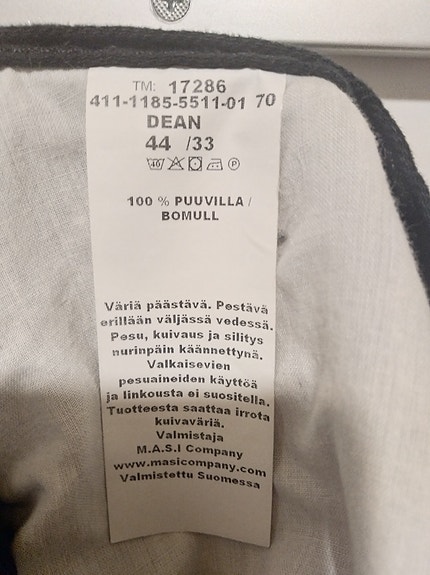 TM: 17286
411-1185-5511-01 70
DEAN
44 /33
100 % PUUVILLA /
BOMULL
Väriä päästävä. Pestävä
erillään väljässä vedessä.
Pesu, kuivaus ja silitys
nurinpäin käännettynä.
Valkaisevien
pesuaineiden käyttöä
ja linkousta ei suositella.
Tuotteesta saattaa irrota
kuivaväriä.
Valmistaja
M.A.S.I Company
www.masicompany.com
Valmistettu Suomessa